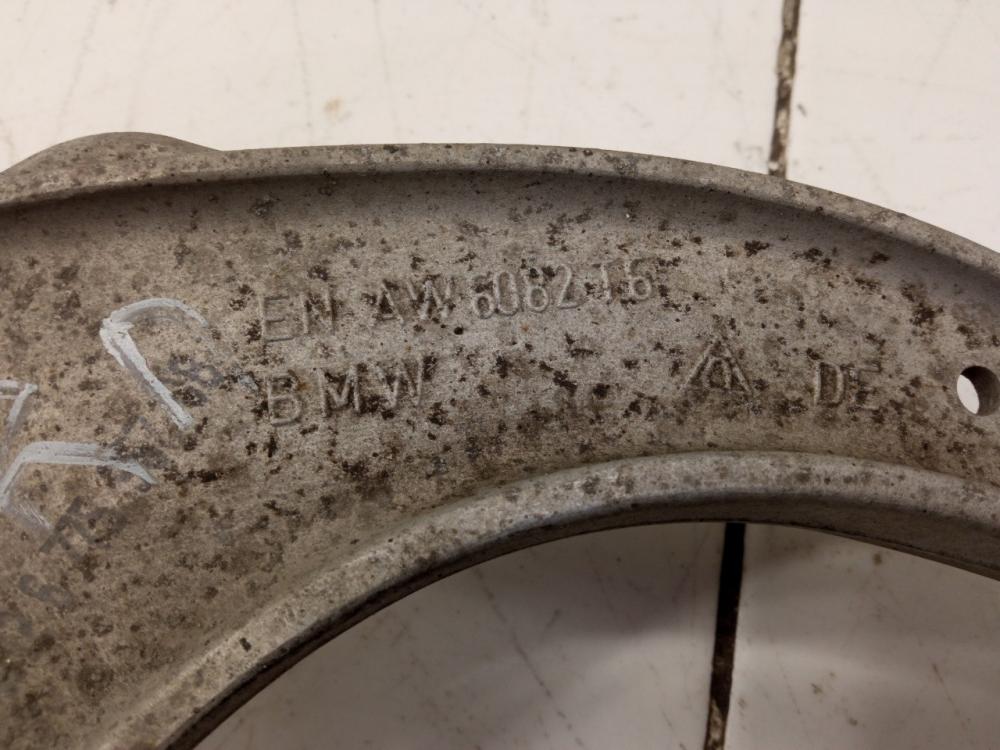 EN AW 6082 T6
BMW DE